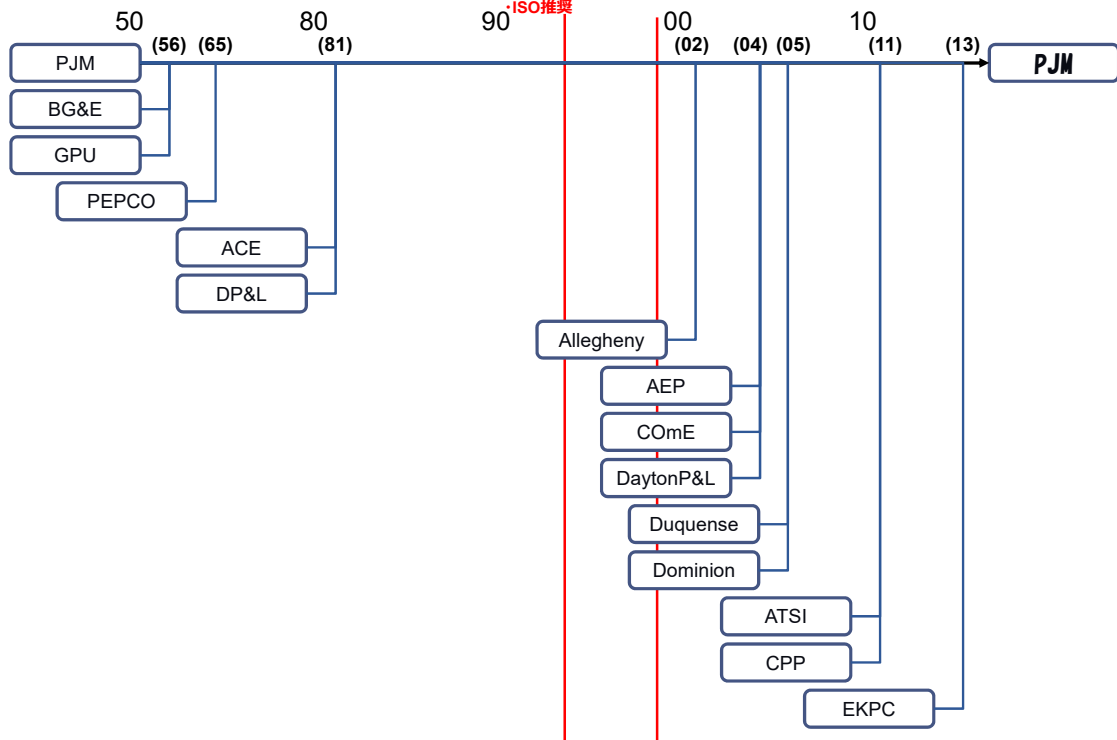 ・ISO推奨
50 80 90 00 10
(56) (65) (81) (02) (04) (05) (11) (13)
PJM PJM
BG&E
GPU
PEPCO
ACE
DP&L
Allegheny
AEP
COmE
DaytonP&L
Duquense
Dominion
ATSI
CPP
EKPC